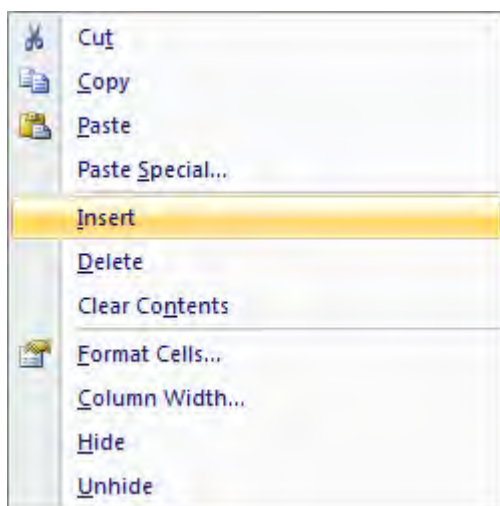 Cut
Copy
Paste
Paste Special...
Insert
Delete
Clear Contents
Format Cells...
Column Width...
Hide
Unhide